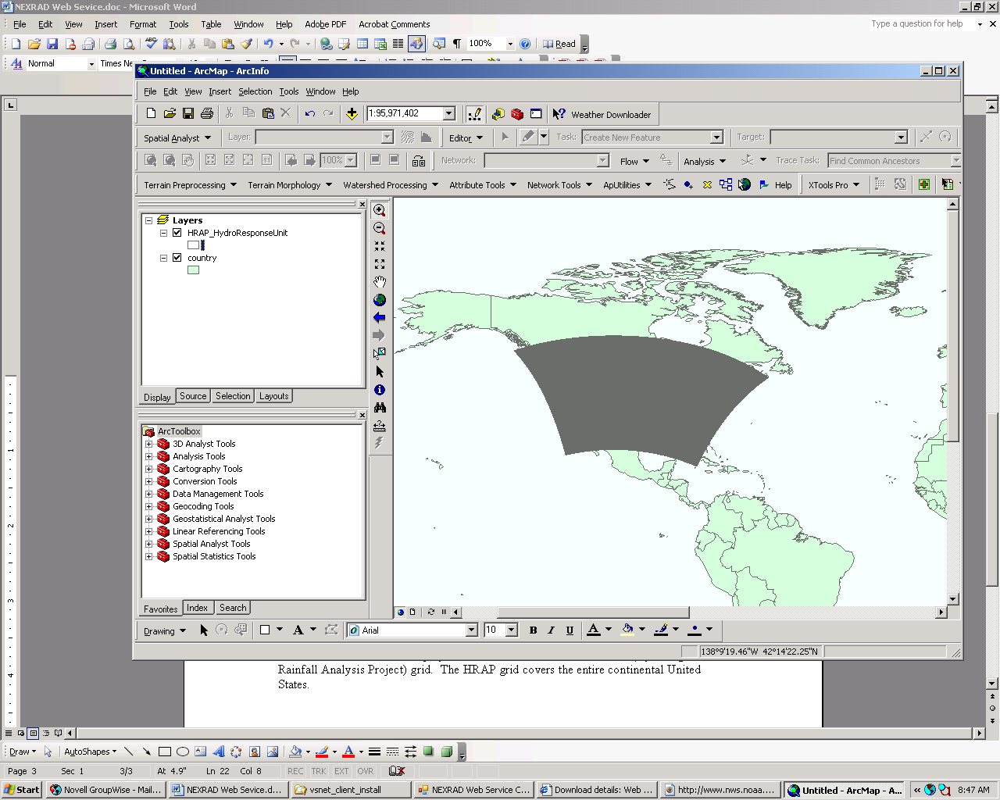 NEXRAD Web Sevice.doc - Microsoft Word
File Edit View Insert Format Tools Table Window Help Adobe PDF Acrobat Comments
Type a question for help
100% Read
Normal Times Ne
Untitled - ArcMap - ArcInfo
File Edit View Insert Selection Tools Window Help
1:95,971,402 Weather Downloader
Spatial Analyst Layer: Editor Task: Create New Feature Target:
100% Network: Flow Analysis Trace Task: Find Common Ancestors
Terrain Preprocessing Terrain Morphology Watershed Processing Attribute Tools Network Tools ApUtilities Help XTools Pro
Layers
HRAP_HydroResponseUnit
country
Display Source Selection Layouts
ArcToolbox
3D Analyst Tools
Analysis Tools
Cartography Tools
Conversion Tools
Data Management Tools
Geocoding Tools
Geostatistical Analyst Tools
Linear Referencing Tools
Spatial Analyst Tools
Spatial Statistics Tools
Favorites Index Search
Drawing A Arial 10 B I U A
138°9'19.46"W 42°14'22.25"N
Rainfall Analysis Project) grid. The HRAP grid covers the entire continental United
States.
1
2
3
4
Draw AutoShapes
Page 3 Sec 1 3/3 At 4.9" Ln 22 Col 8 REC TRK EXT OVR
Start Novell GroupWise - Mail... NEXRAD Web Sevice.d... vsnet_client_install NEXRAD Web Service C... Download details: Web ... http://www.nws.noaa.... Untitled - ArcMap - A... 8:47 AM